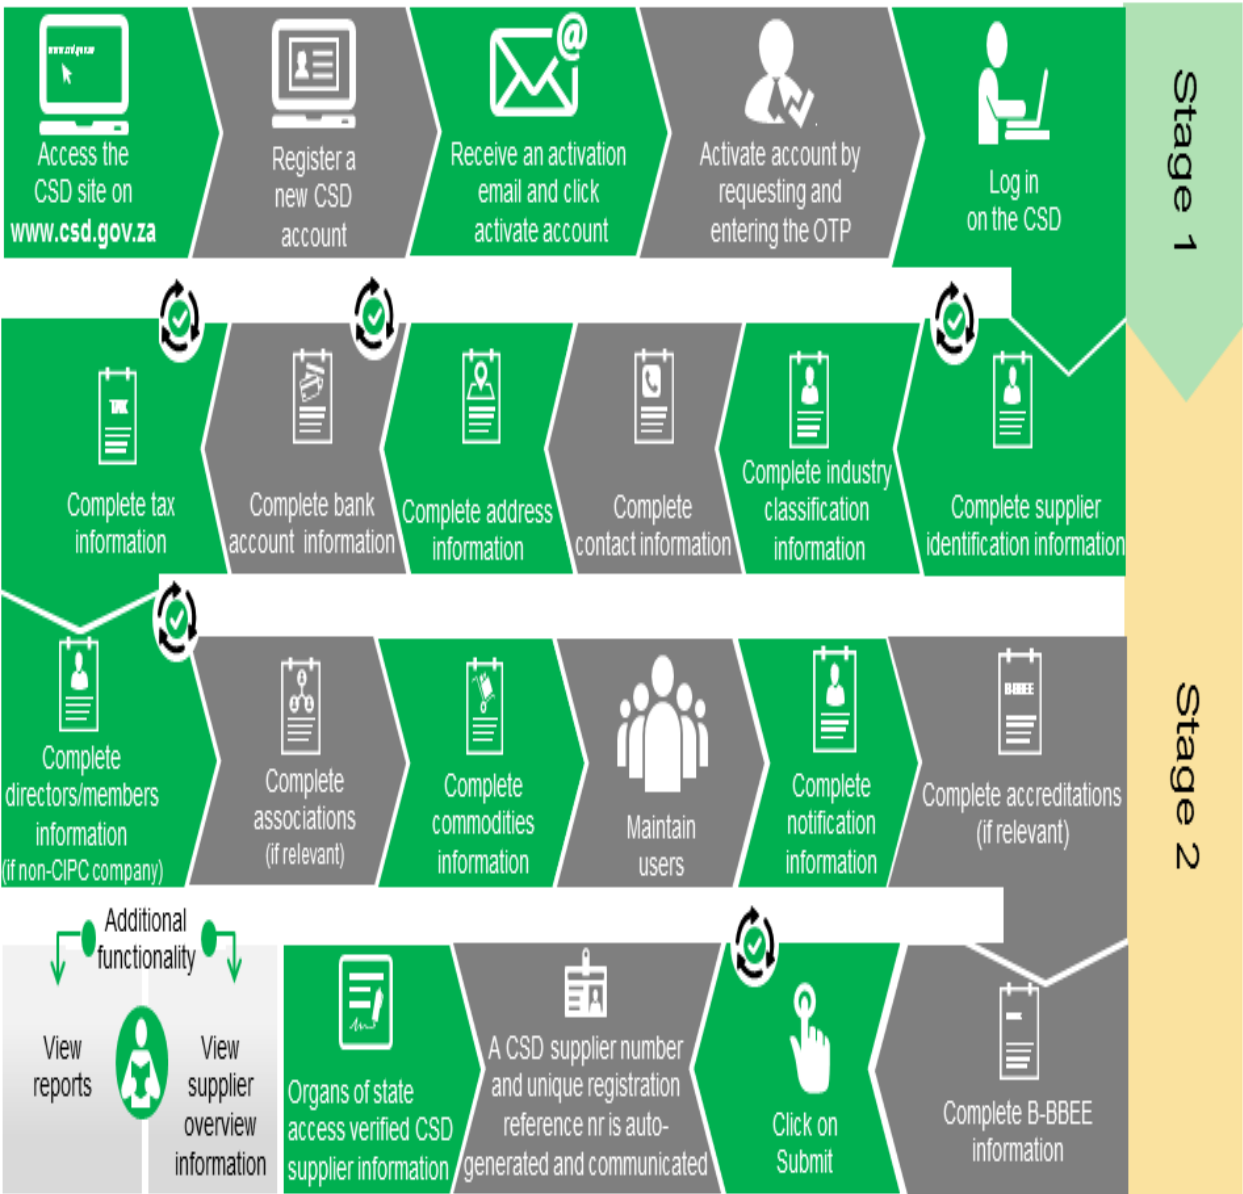 www.csd.gov.za
Access the
CSD site on
www.csd.gov.za
Register a
new CSD
account
Receive an activation
email and click
activate account
@
Activate account by
requesting and
entering the OTP
Log in
on the CSD
Stage 1
Complete supplier
identification information
Complete industry
classification
information
Complete
contact information
Complete address
information
Complete bank
account information
TAX
Complete tax
information
Complete
directors/members
information
(if non-CIPC company)
Complete
associations
(if relevant)
Complete
commodities
information
Maintain
users
Complete
notification
information
B-BBEE
Complete accreditations
(if relevant)
Stage 2
Complete B-BBEE
information
Click on
Submit
A CSD supplier number
and unique registration
reference nr is auto-
generated and communicated
Organs of state
access verified CSD
supplier information
Additional
functionality
View
reports
View
supplier
overview
information